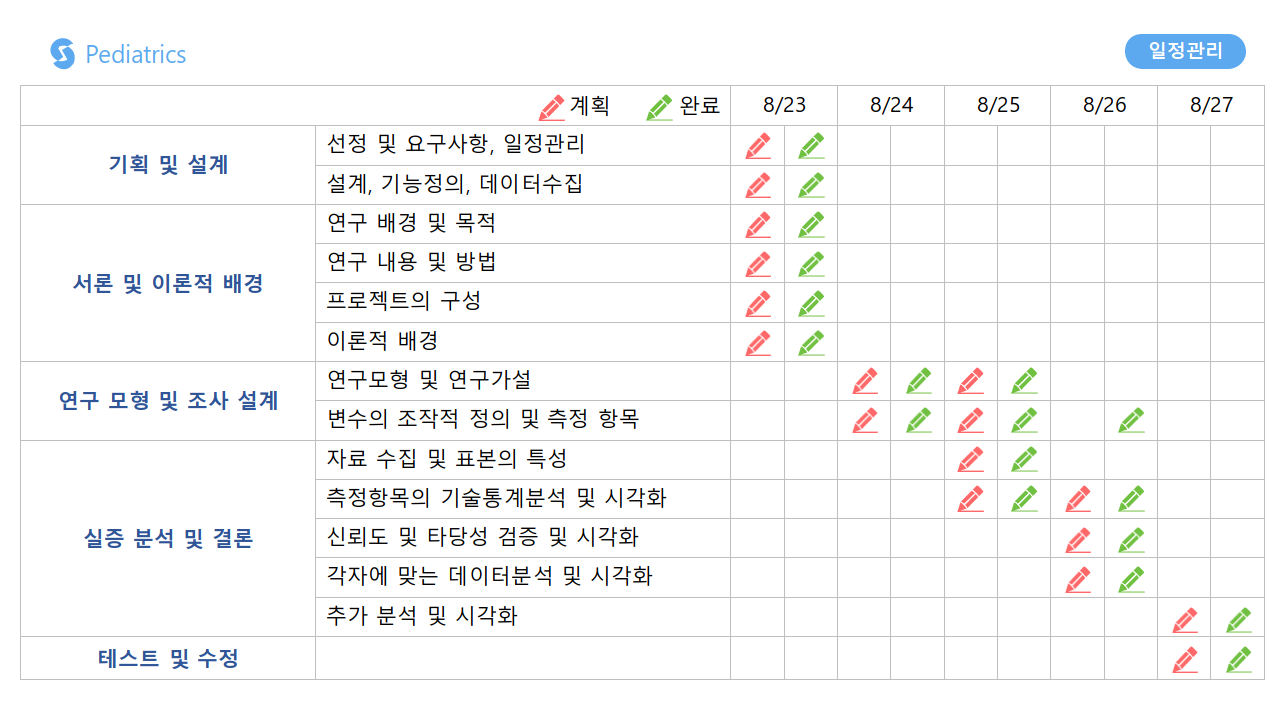 Pediatrics
일정관리
계획 완료 8/23 8/24 8/25 8/26 8/27
기획 및 설계
선정 및 요구사항, 일정관리
설계, 기능정의, 데이터수집
서론 및 이론적 배경
연구 배경 및 목적
연구 내용 및 방법
프로젝트의 구성
이론적 배경
연구 모형 및 조사 설계
연구모형 및 연구가설
변수의 조작적 정의 및 측정 항목
실증 분석 및 결론
자료 수집 및 표본의 특성
측정항목의 기술통계분석 및 시각화
신뢰도 및 타당성 검증 및 시각화
각자에 맞는 데이터분석 및 시각화
추가 분석 및 시각화
테스트 및 수정